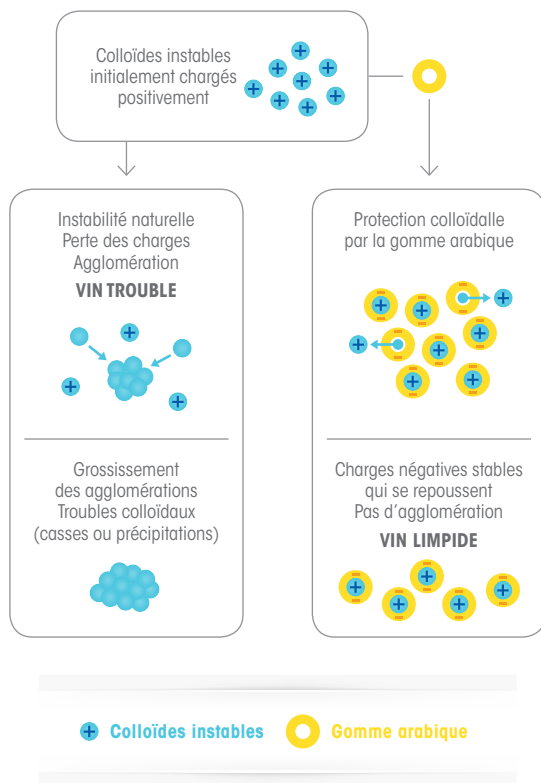 Colloïdes instables
initialement chargés
positivement
Instabilité naturelle
Perte des charges
Agglomération
VIN TROUBLE
Grossissement
des agglomérations
Troubles colloïdaux
(casses ou précipitations)
Protection colloïdalle
par la gomme arabique
Charges négatives stables
qui se repoussent
Pas d'agglomération
VIN LIMPIDE
Colloïdes instables
Gomme arabique